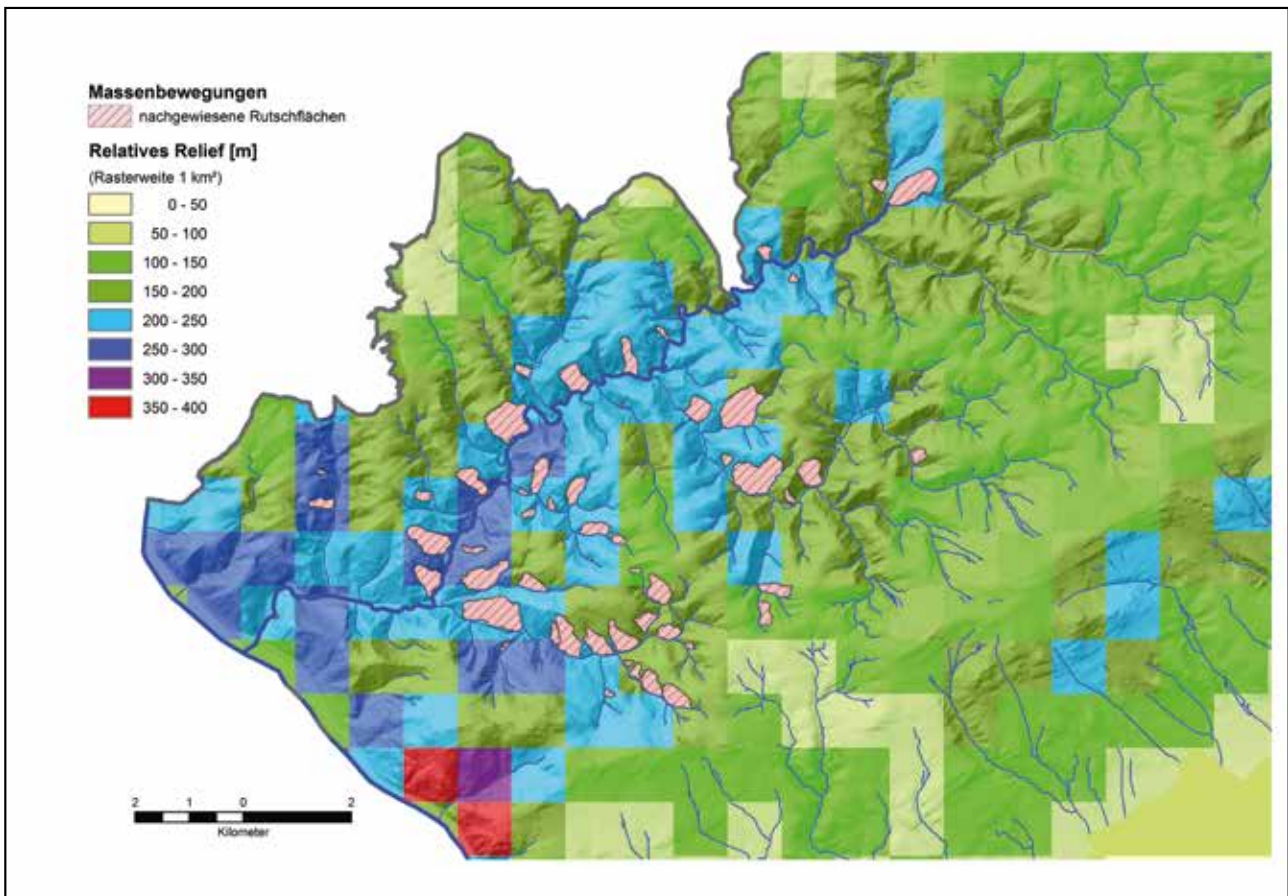 Massenbewegungen
nachgewiesene Rutschflächen
Relatives Relief [m]
(Rasterweite 1 km²)
0 - 50
50 - 100
100 - 150
150 - 200
200 - 250
250 - 300
300 - 350
350 - 400
2 1 0 2
Kilometer